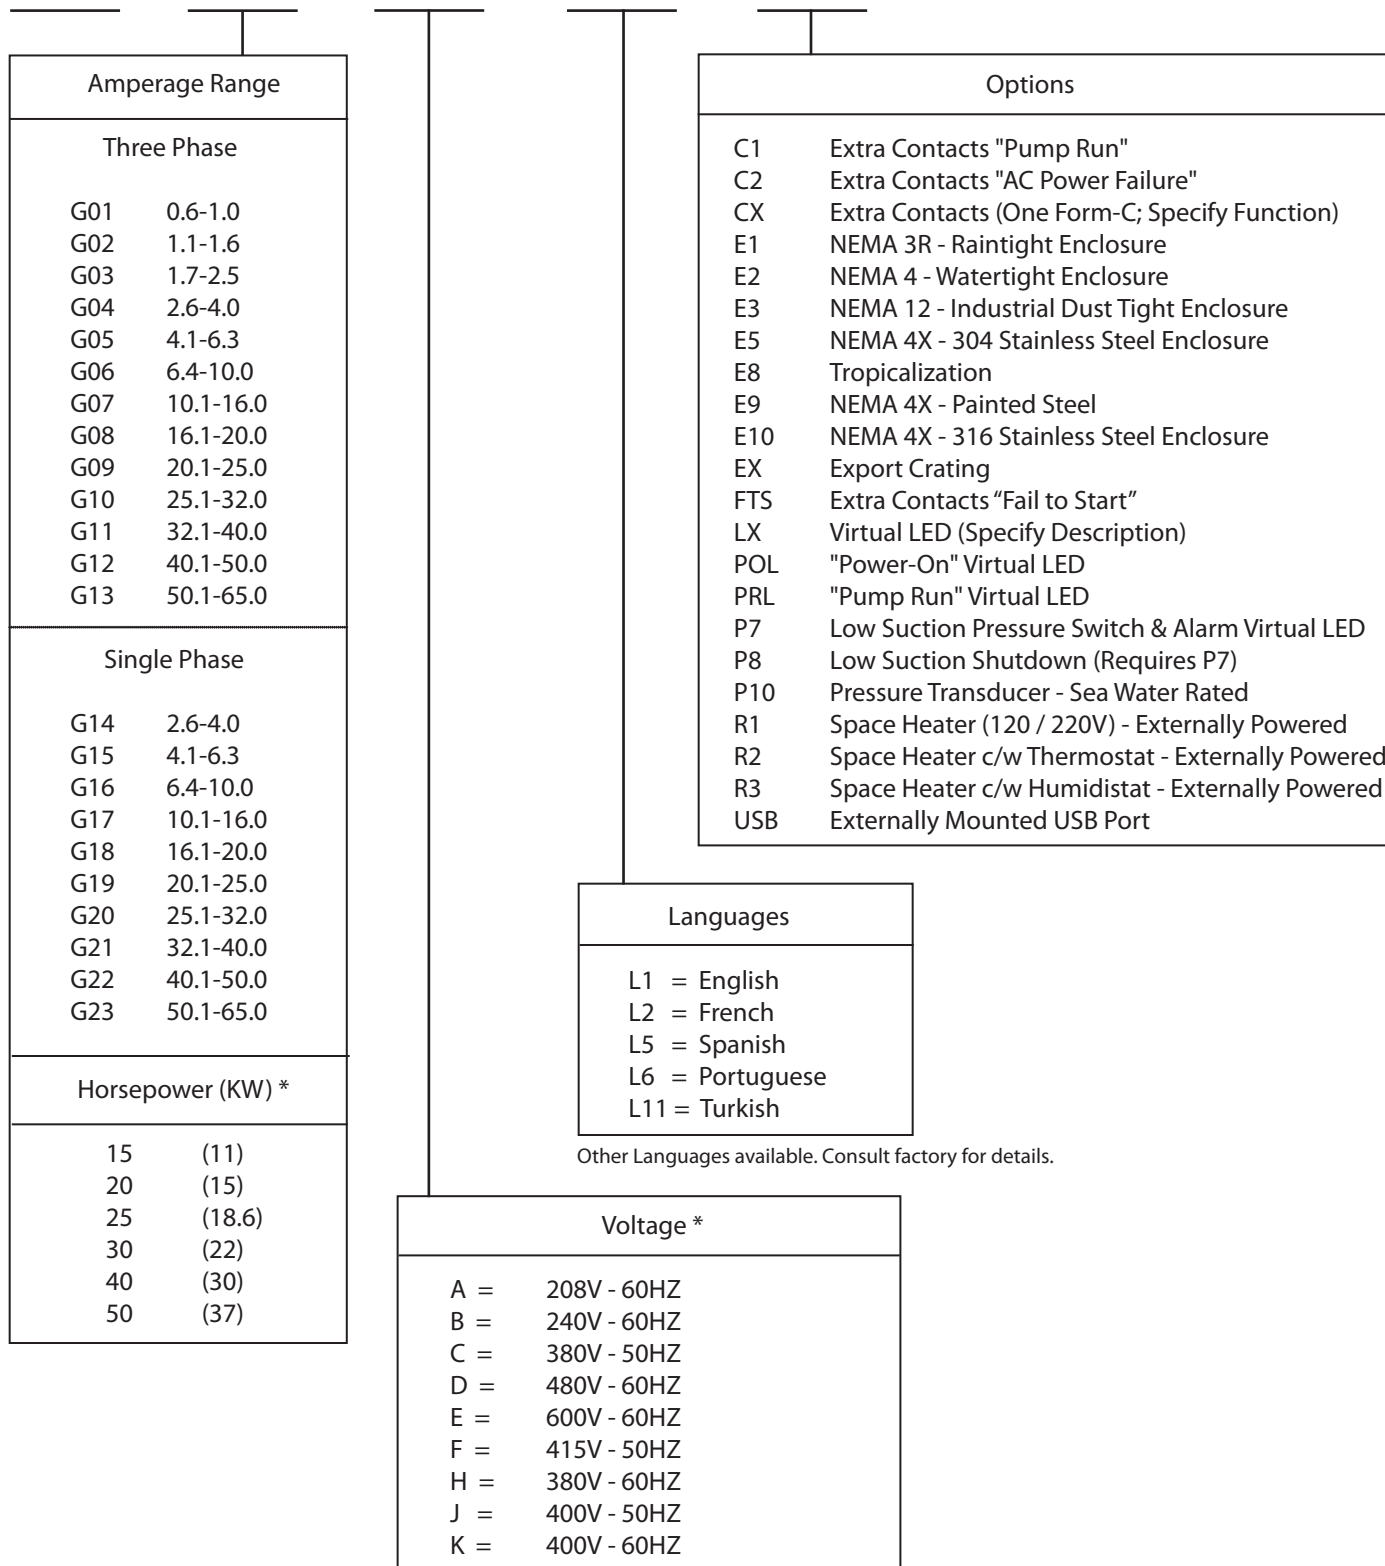 Amperage Range
Three Phase
G01 0.6-1.0
G02 1.1-1.6
G03 1.7-2.5
G04 2.6-4.0
G05 4.1-6.3
G06 6.4-10.0
G07 10.1-16.0
G08 16.1-20.0
G09 20.1-25.0
G10 25.1-32.0
G11 32.1-40.0
G12 40.1-50.0
G13 50.1-65.0
Single Phase
G14 2.6-4.0
G15 4.1-6.3
G16 6.4-10.0
G17 10.1-16.0
G18 16.1-20.0
G19 20.1-25.0
G20 25.1-32.0
G21 32.1-40.0
G22 40.1-50.0
G23 50.1-65.0
Horsepower (KW) *
15 (11)
20 (15)
25 (18.6)
30 (22)
40 (30)
50 (37)
Options
C1 Extra Contacts "Pump Run"
C2 Extra Contacts "AC Power Failure"
CX Extra Contacts (One Form-C; Specify Function)
E1 NEMA 3R - Raintight Enclosure
E2 NEMA 4 - Watertight Enclosure
E3 NEMA 12 - Industrial Dust Tight Enclosure
E5 NEMA 4X - 304 Stainless Steel Enclosure
E8 Tropicalization
E9 NEMA 4X - Painted Steel
E10 NEMA 4X - 316 Stainless Steel Enclosure
EX Export Crating
FTS Extra Contacts “Fail to Start”
LX Virtual LED (Specify Description)
POL "Power-On" Virtual LED
PRL "Pump Run" Virtual LED
P7 Low Suction Pressure Switch & Alarm Virtual LED
P8 Low Suction Shutdown (Requires P7)
P10 Pressure Transducer - Sea Water Rated
R1 Space Heater (120 / 220V) - Externally Powered
R2 Space Heater c/w Thermostat - Externally Powered
R3 Space Heater c/w Humidistat - Externally Powered
USB Externally Mounted USB Port
Languages
L1 = English
L2 = French
L5 = Spanish
L6 = Portuguese
L11 = Turkish
Other Languages available. Consult factory for details.
Voltage *
A = 208V - 60HZ
B = 240V - 60HZ
C = 380V - 50HZ
D = 480V - 60HZ
E = 600V - 60HZ
F = 415V - 50HZ
H = 380V - 60HZ
J = 400V - 50HZ
K = 400V - 60HZ